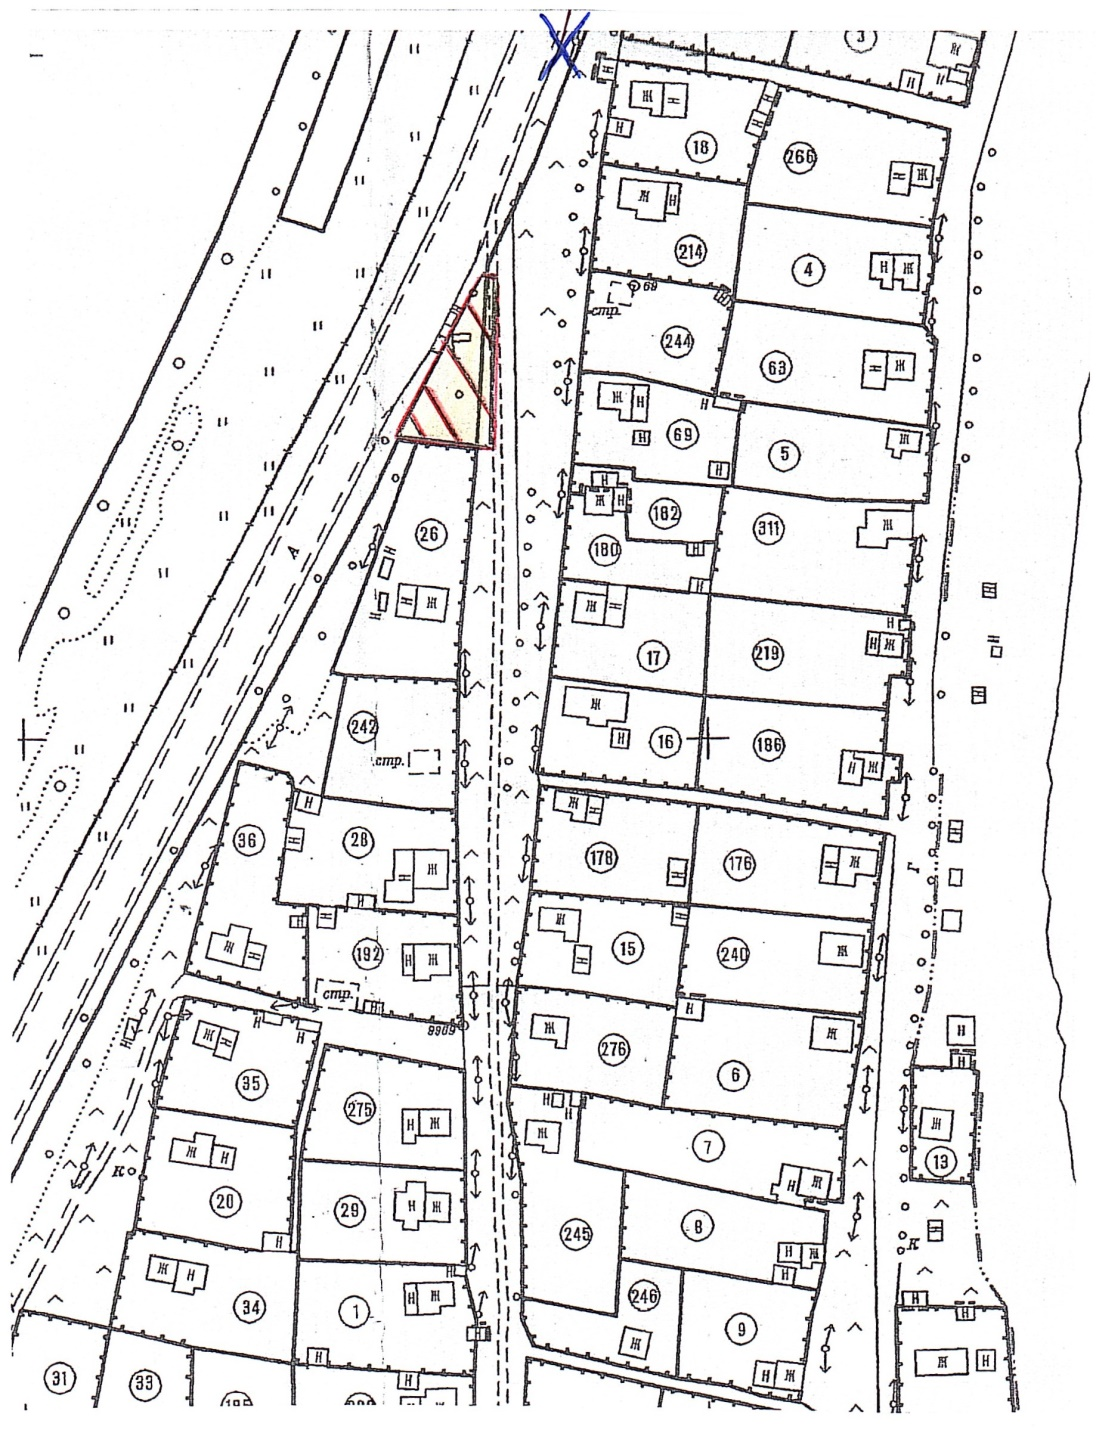 3
Ж
Н
Н
Ж Н
Н
18
Н
Н
266
Н Ж
Ж Н
214
4
Н Ж
69
стр.
Н
244
63
Н Ж
Ж Н
Н
69
Н
Н
5
Ж
Н
Ж Н
182
311
Ж
26
180
Н
Н
А
Н
Н
Н Ж
Ж Н
Н
17
219
Н
Н Ж
Н
Н
Н
242
стр.
Ж
Н
16
186
Н Ж
Н
Ж Н
36
28
Н
178
Н
176
Н Ж
Н
Г
Н Ж
Н
Н
Н
Ж Н
192
Н Ж
Ж
Н
Н
15
240
Ж
стр.
Н
9909
Н
Н
Н
Ж Н
Ж
276
Н
6
Ж
Н
Н
35
275
Н Ж
Н
Н
Ж
7
Ж
13
Ж Н
К
20
29
Н Ж
Н
245
Н Ж
8
Н Ж
Н
К
Н
Ж Н
34
1
Н
Н Ж
Н
246
Ж
9
Н Ж
Н
Н
Н
Ж
Н
31
33
Н
Н
Ж